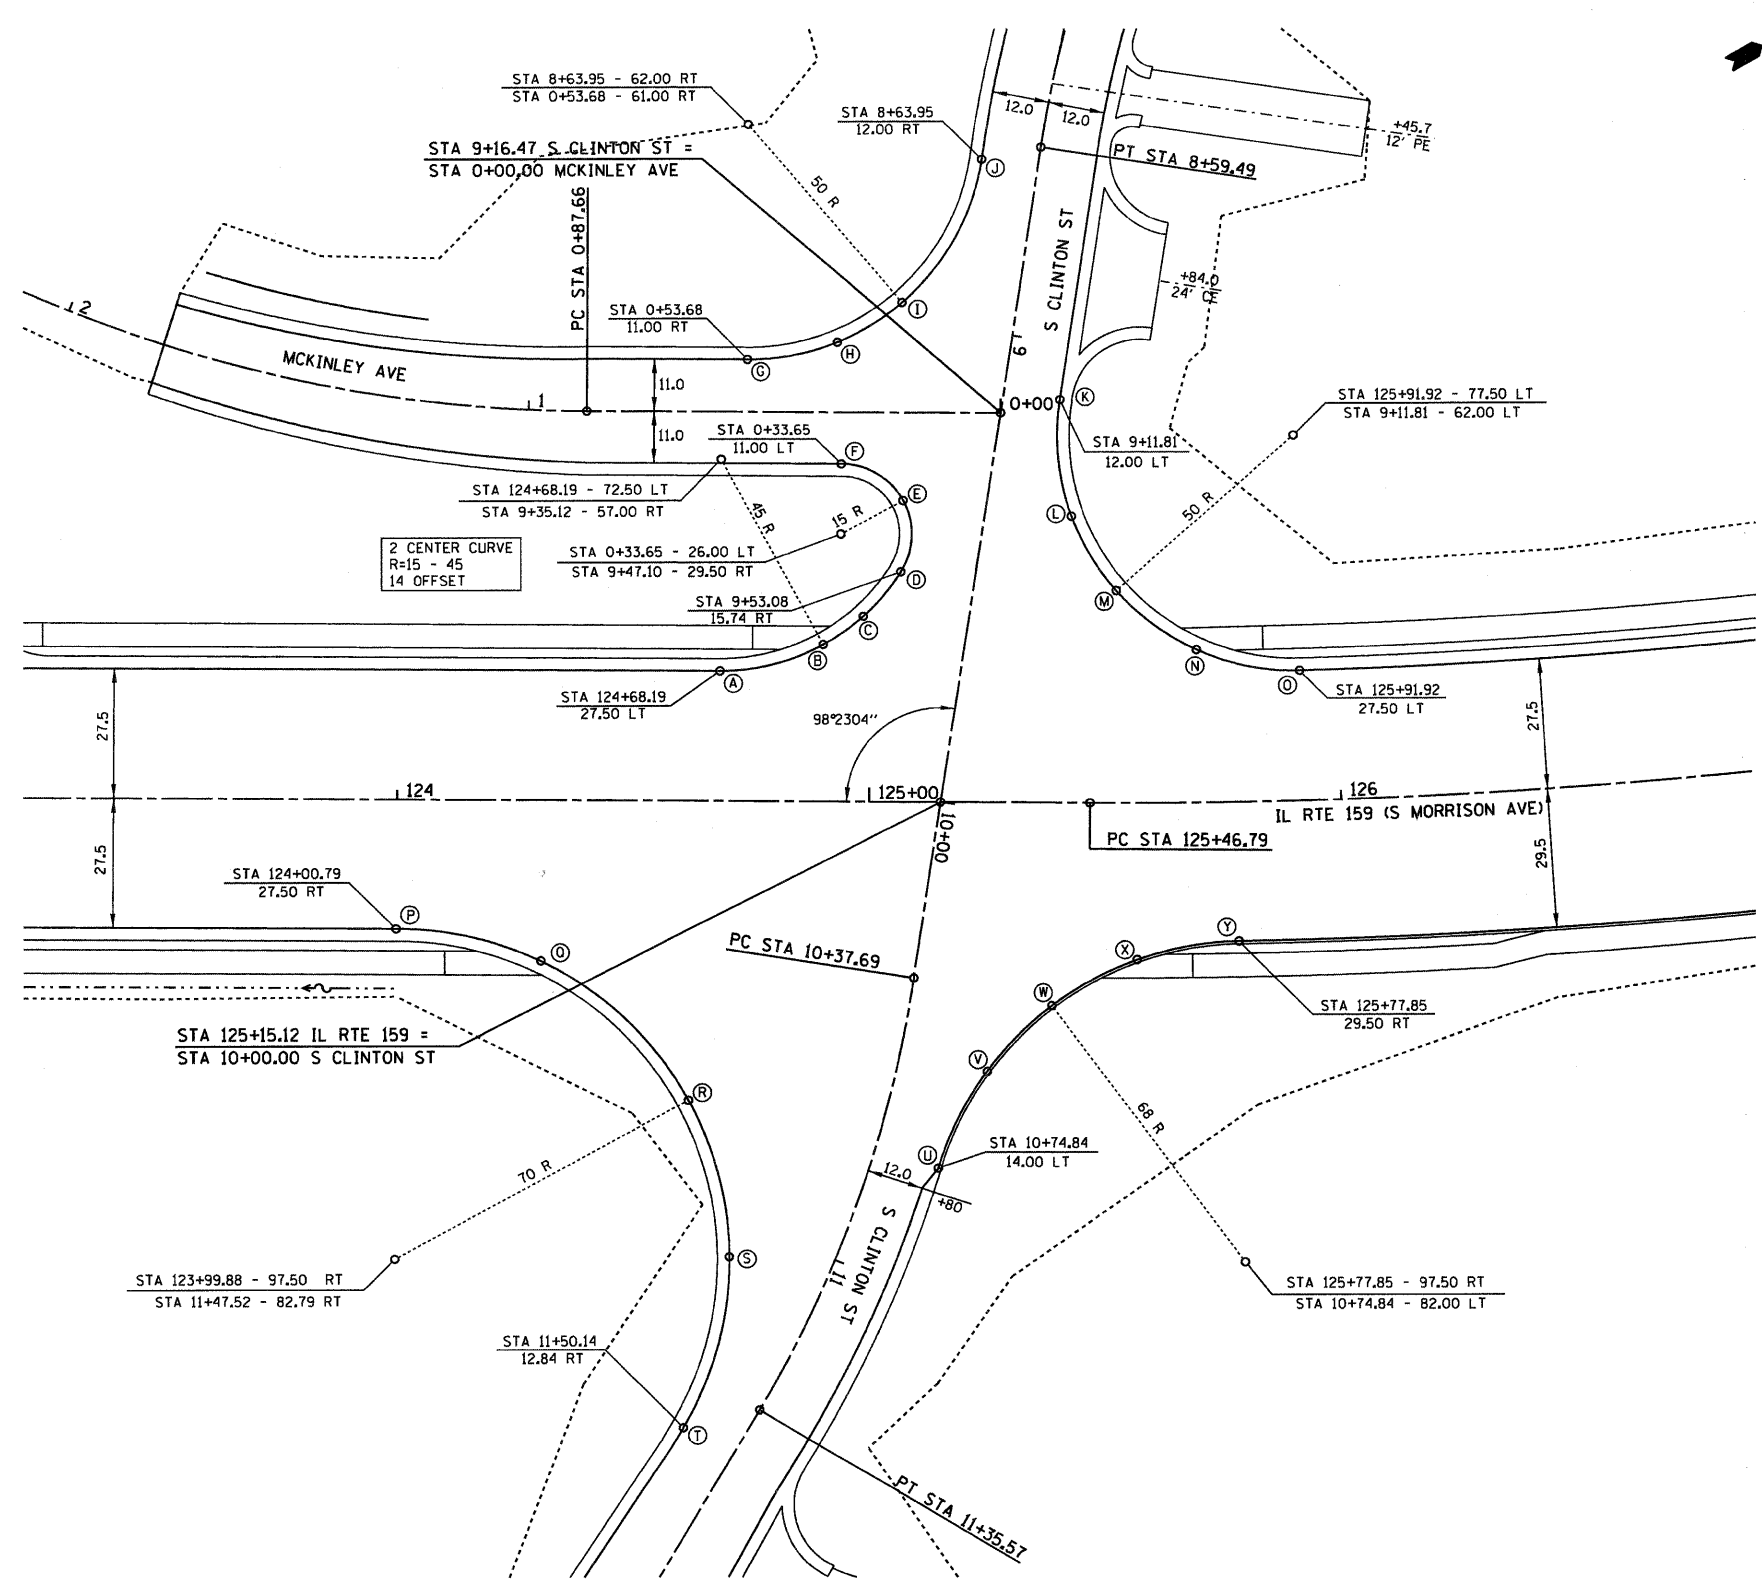 STA 8+63.95 - 62.00 RT
STA 0+53.68 - 61.00 RT
STA 9+16.47 S CLINTON ST =
STA 0+00.00 MCKINLEY AVE
STA 8+63.95
12.00 RT
J
12.0
12.0
PT STA 8+59.49
+45.7
12' PE
50 R
PC STA 0+87.66
S CLINTON ST
+84.0
24' CE
2
MCKINLEY AVE
STA 0+53.68
11.00 RT
I
H
G
9
11.0
1
0+00
K
STA 125+91.92 - 77.50 LT
STA 9+11.81 - 62.00 LT
11.0
STA 0+33.65
11.00 LT
F
STA 9+11.81
12.00 LT
STA 124+68.19 - 72.50 LT
STA 9+35.12 - 57.00 RT
E
45 R
15 R
L
50 R
2 CENTER CURVE
R=15 - 45
14 OFFSET
STA 0+33.65 - 26.00 LT
STA 9+47.10 - 29.50 RT
D
STA 9+53.08
15.74 RT
C
M
B
N
A
O
STA 124+68.19
27.50 LT
STA 125+91.92
27.50 LT
27.5
98°2304"
27.5
124
125+00
126
IL RTE 159 (S MORRISON AVE)
10+00
PC STA 125+46.79
27.5
29.5
STA 124+00.79
27.50 RT
P
Q
Y
X
PC STA 10+37.69
W
STA 125+77.85
29.50 RT
STA 125+15.12 IL RTE 159 =
STA 10+00.00 S CLINTON ST
V
R
68 R
U
STA 10+74.84
14.00 LT
70 R
12.0
+80
S CLINTON ST
S
11
STA 123+99.88 - 97.50 RT
STA 11+47.52 - 82.79 RT
STA 125+77.85 - 97.50 RT
STA 10+74.84 - 82.00 LT
STA 11+50.14
12.84 RT
T
PT STA 11+35.57